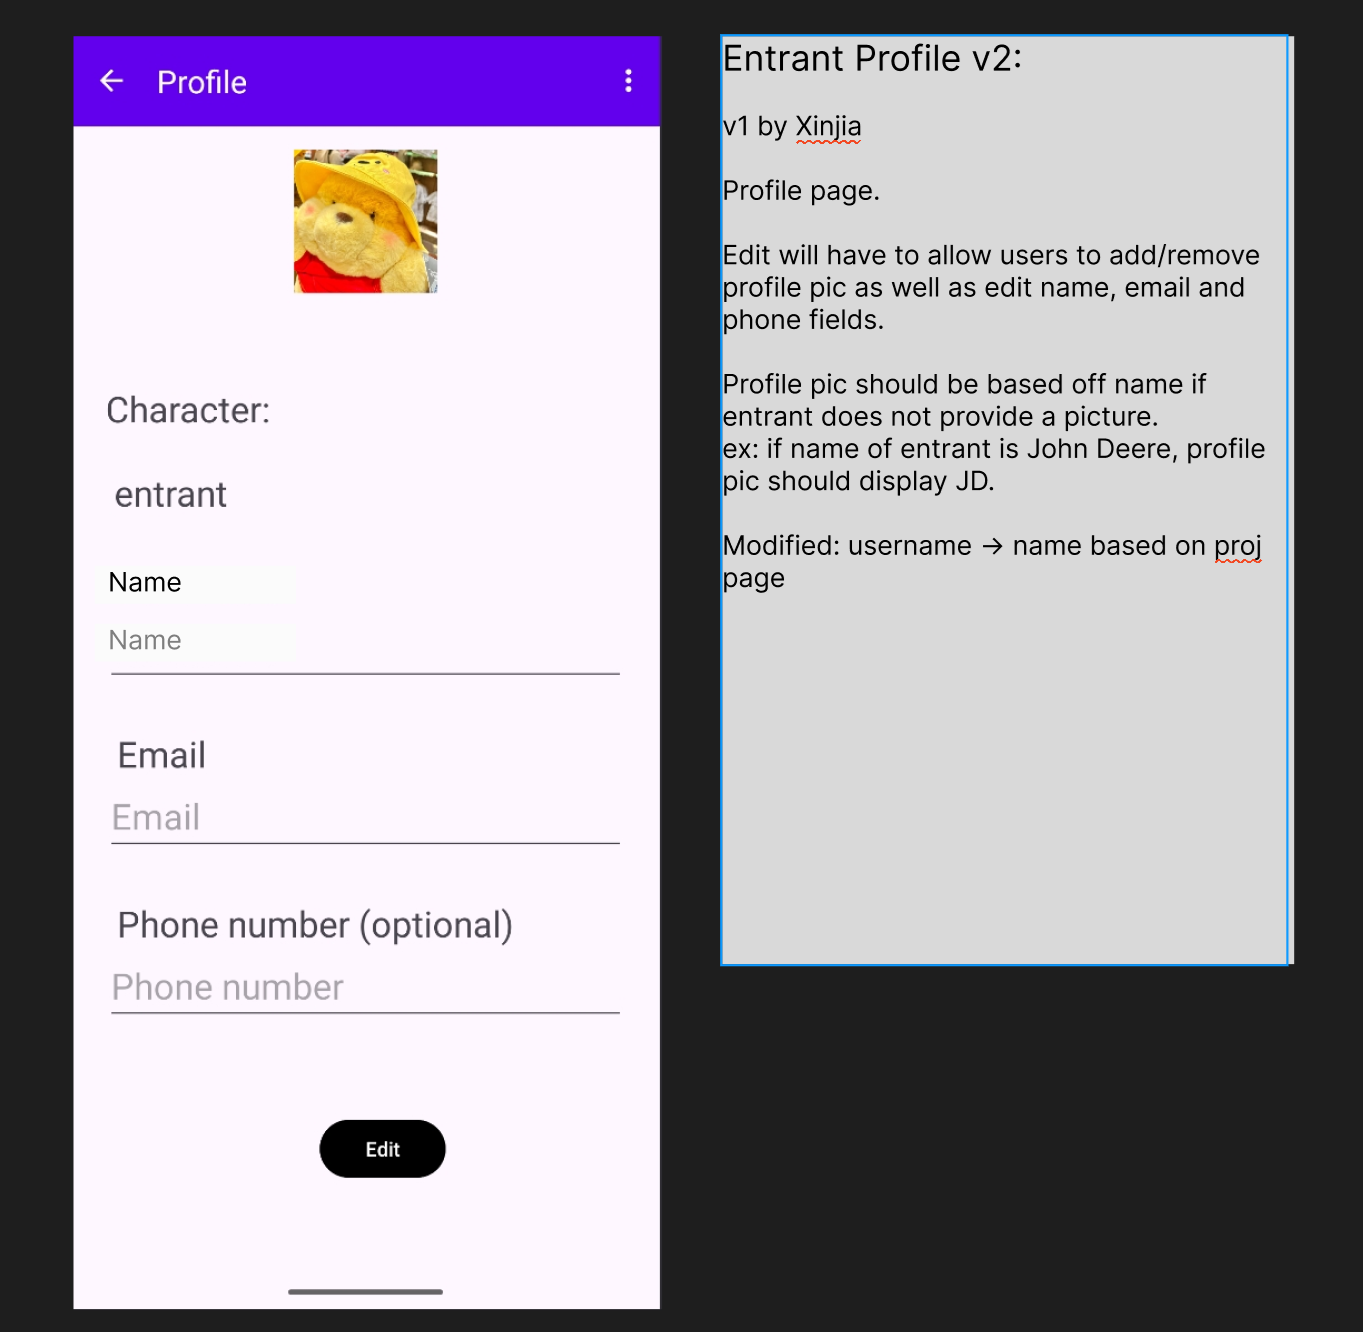 Profile
Character:
entrant
Name
Name
Email
Email
Phone number (optional)
Phone number
Edit
Entrant Profile v2:
v1 by Xinjia
Profile page.
Edit will have to allow users to add/remove
profile pic as well as edit name, email and
phone fields.
Profile pic should be based off name if
entrant does not provide a picture.
ex: if name of entrant is John Deere, profile
pic should display JD.
Modified: username → name based on proj
page